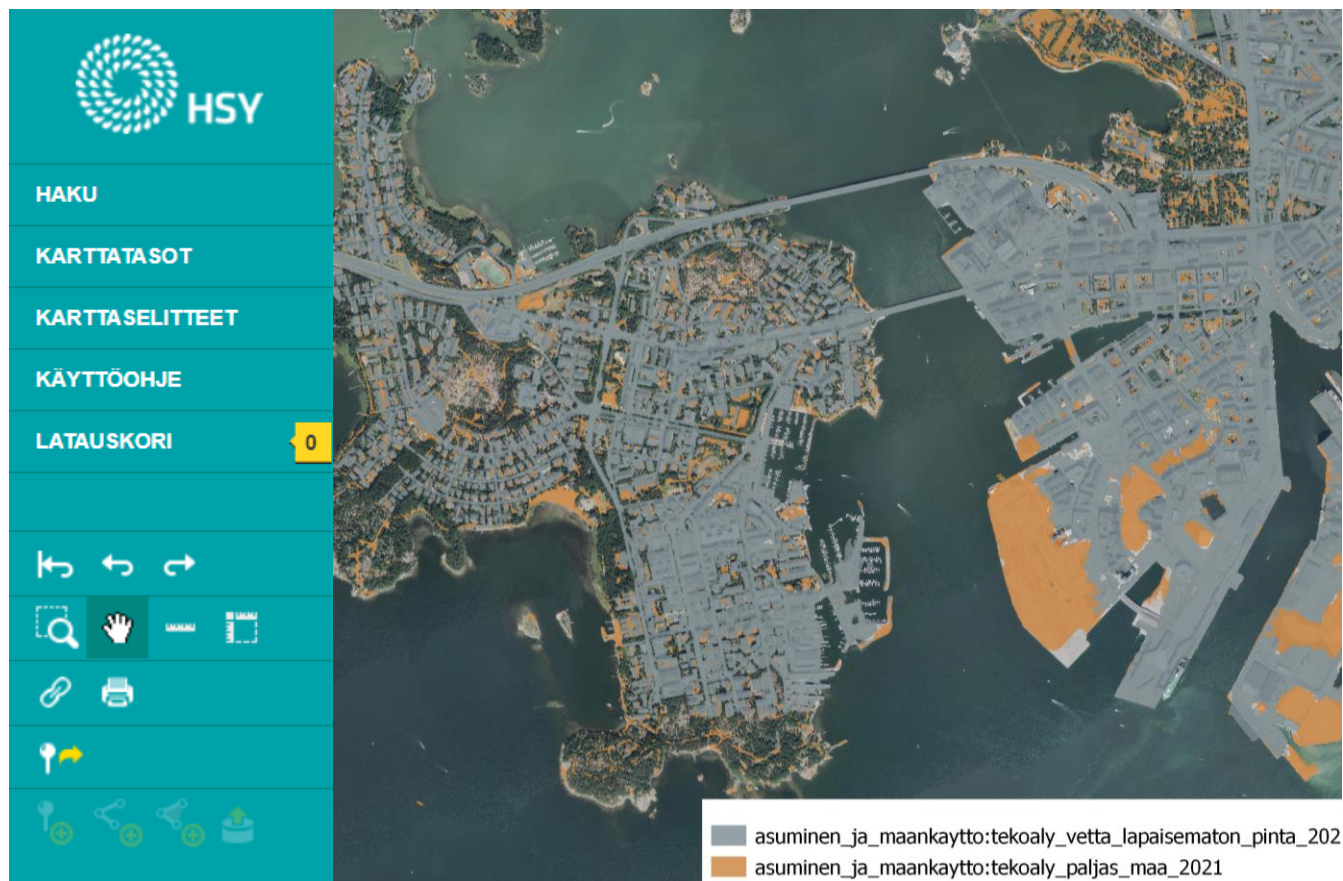 HSY
HAKU
KARTTATASOT
KARTTASELITTEET
KÄYTTÖOHJE
LATAUSKORI
0
asuminen_ja_maankaytto:tekoaly_vetta_lapaisematon_pinta_202
asuminen_ja_maankaytto:tekoaly_paljas_maa_2021